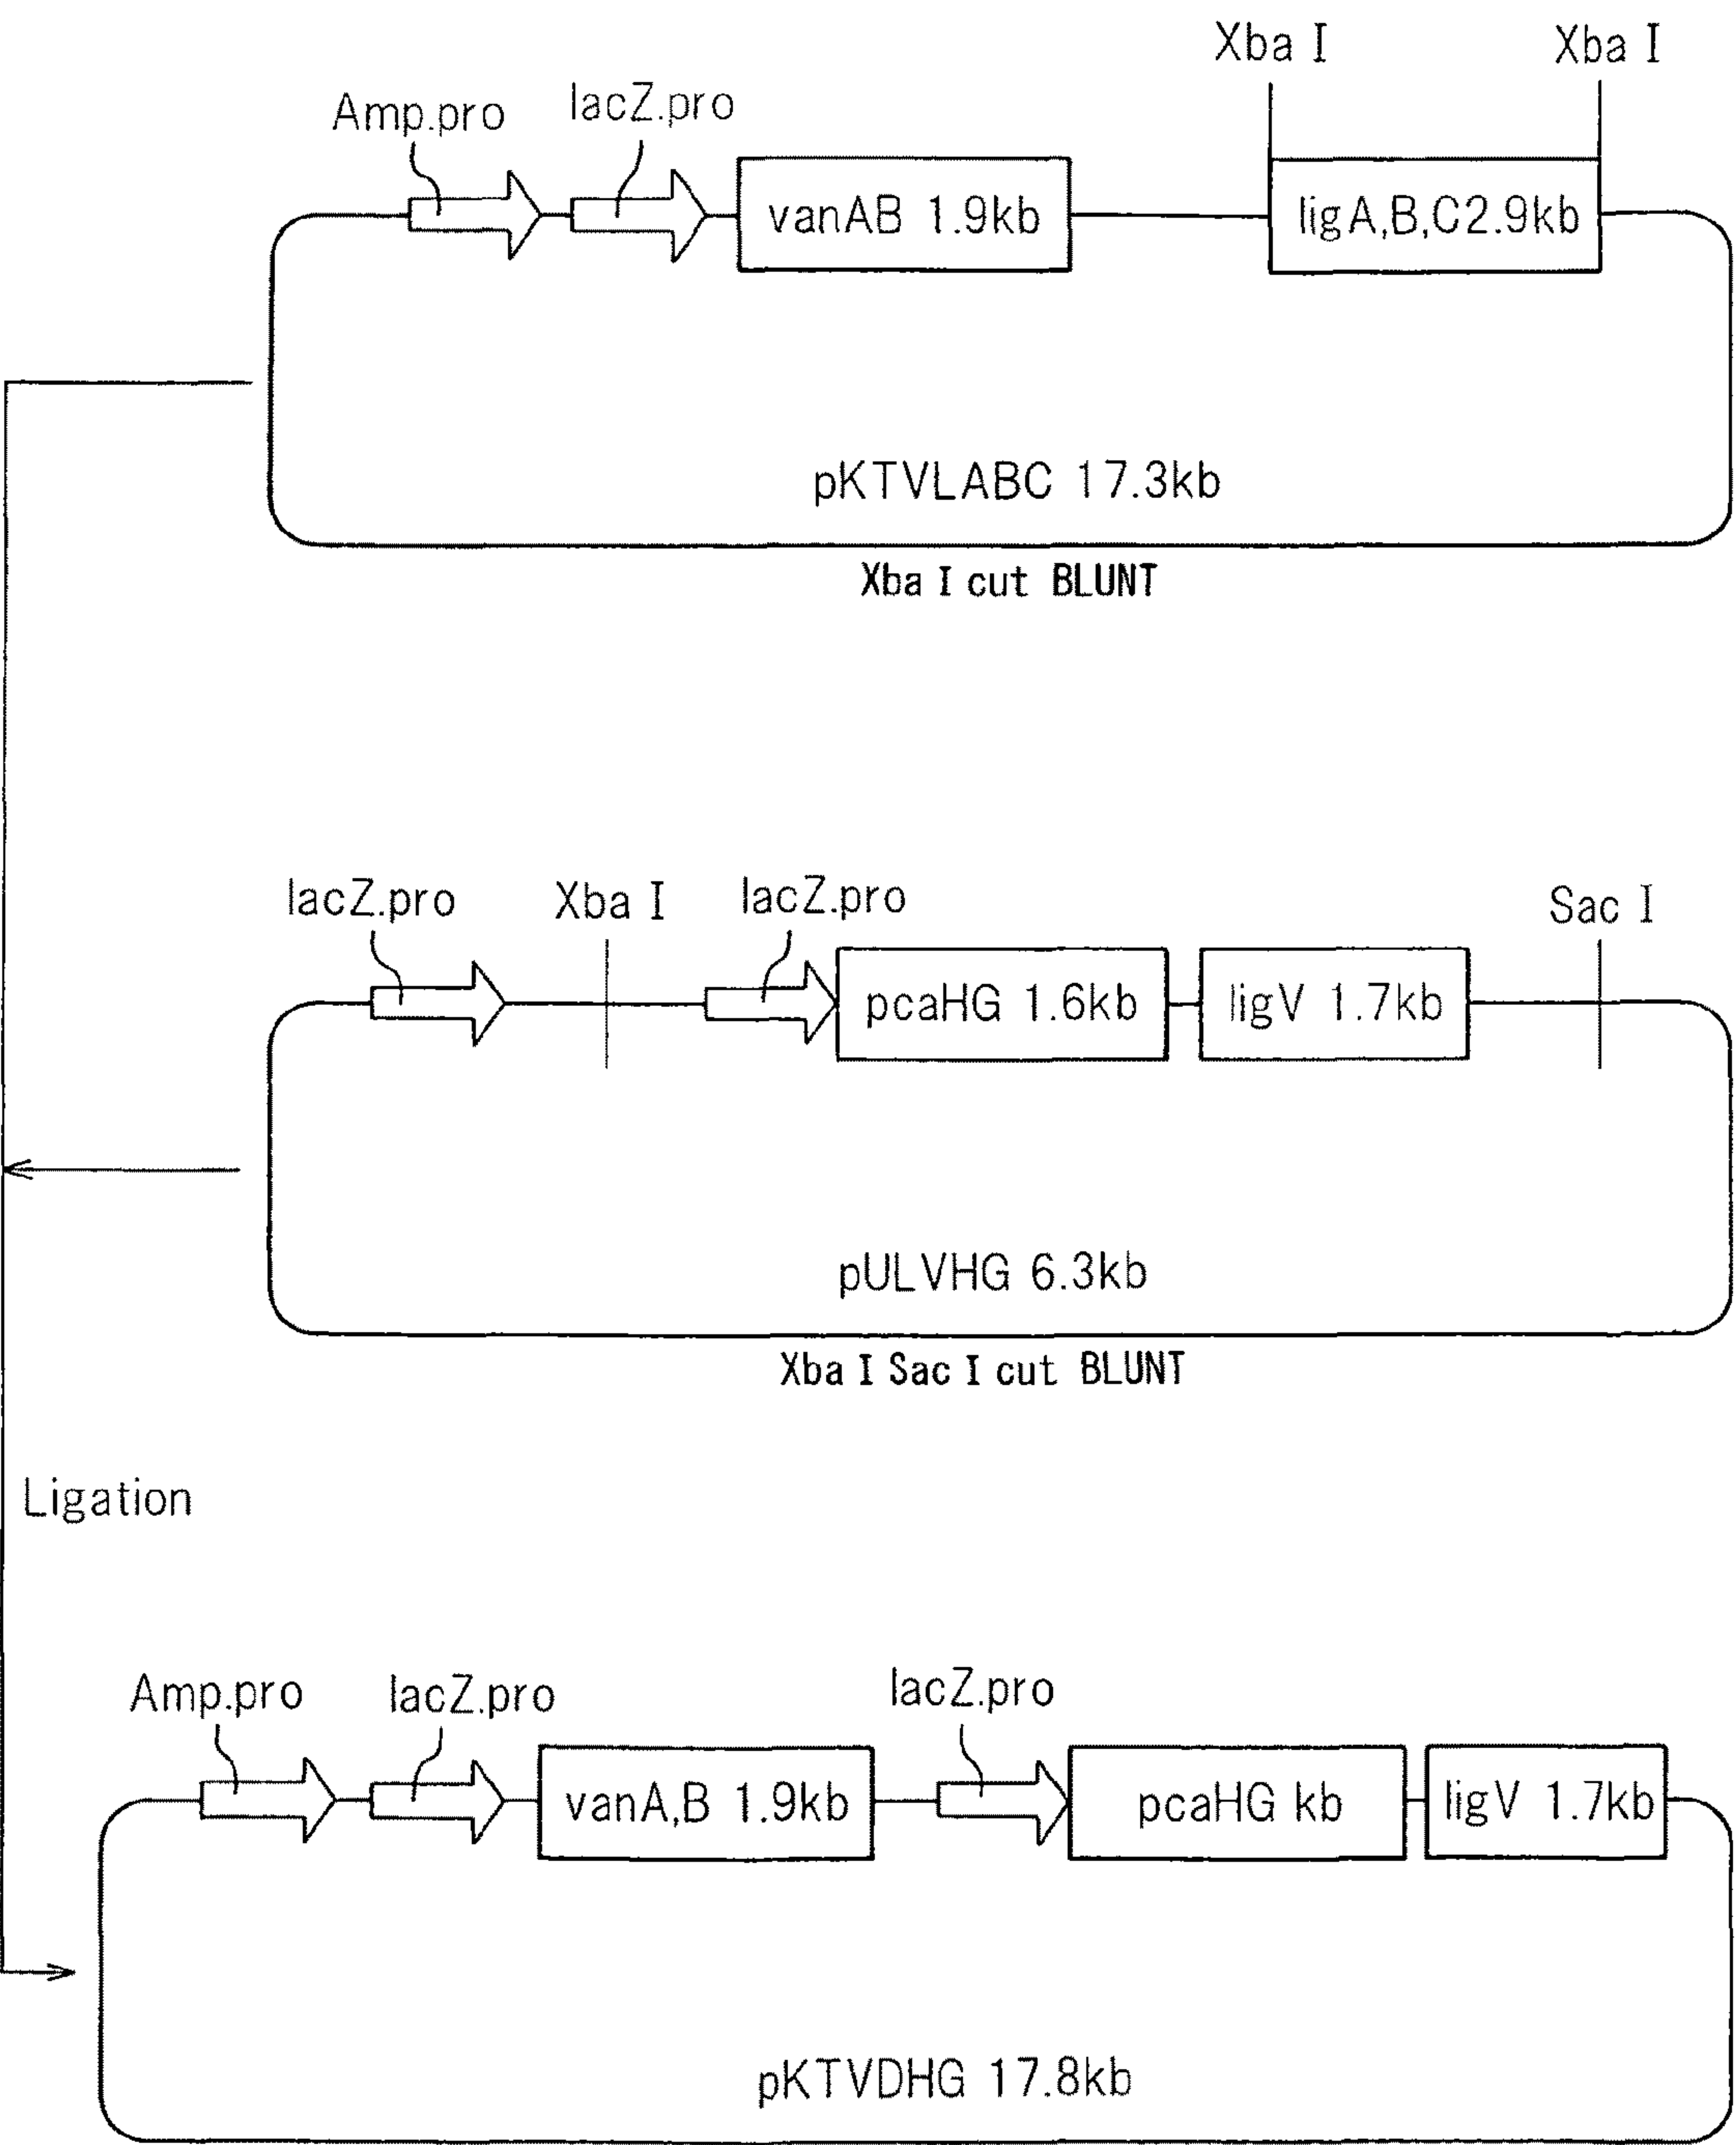 Xba I Xba I
Amp.pro lacZ.pro
vanAB 1.9kb ligA,B,C2.9kb
pKTVLABC 17.3kb
Xba I cut BLUNT
lacZ.pro Xba I lacZ.pro Sac I
pcaHG 1.6kb ligV 1.7kb
pULVHG 6.3kb
Xba I Sac I cut BLUNT
Ligation
Amp.pro lacZ.pro lacZ.pro
vanA,B 1.9kb pcaHG kb ligV 1.7kb
pKTVDHG 17.8kb